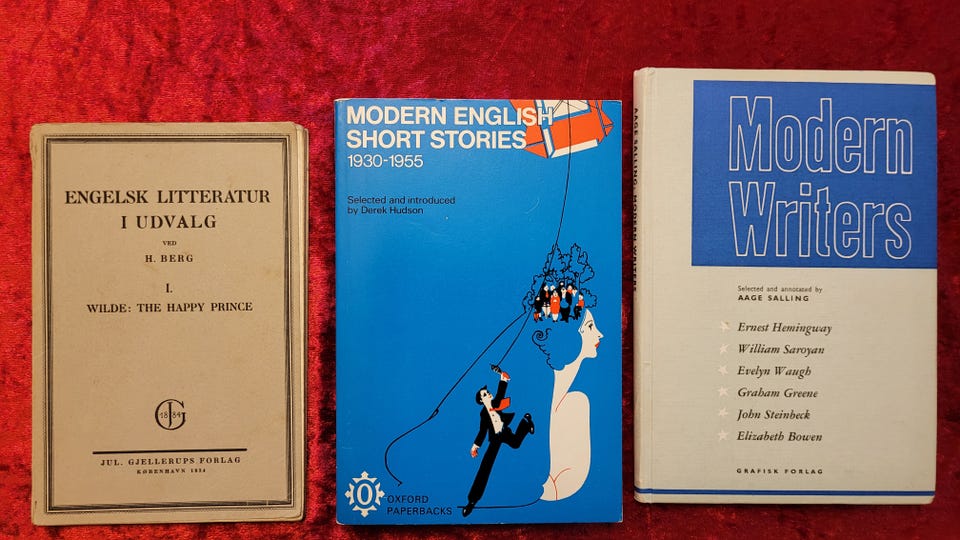 ENGELSK LITTERATUR
I UDVALG
VED
H. BERG
I.
WILDE: THE HAPPY PRINCE
18 G 84
JUL. GJELLERUPS FORLAG
KØBENHAVN 1934
MODERN ENGLISH
SHORT STORIES
1930-1955
Selected and introduced
by Derek Hudson
O
OXFORD
PAPERBACKS
AAGE SALLING MODERN WRITERS
Modern
Writers
Selected and annotated by
AAGE SALLING
Ernest Hemingway
William Saroyan
Evelyn Waugh
Graham Greene
John Steinbeck
Elizabeth Bowen
GRAFISK FORLAG